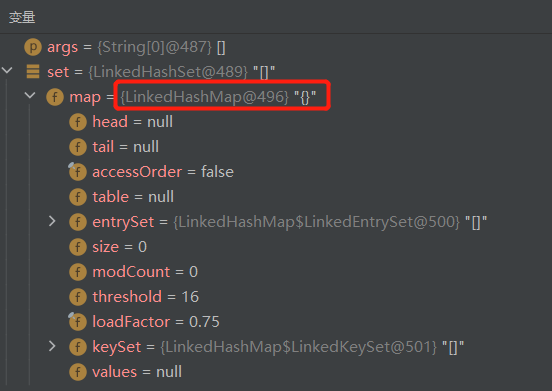 变量
p args = {String[0]@487} []
set = {LinkedHashSet@489} "[]"
f map = {LinkedHashMap@496} "{}"
f head = null
f tail = null
f accessOrder = false
f table = null
f entrySet = {LinkedHashMap$LinkedEntrySet@500} "[]"
f size = 0
f modCount = 0
f threshold = 16
f loadFactor = 0.75
f keySet = {LinkedHashMap$LinkedKeySet@501} "[]"
f values = null